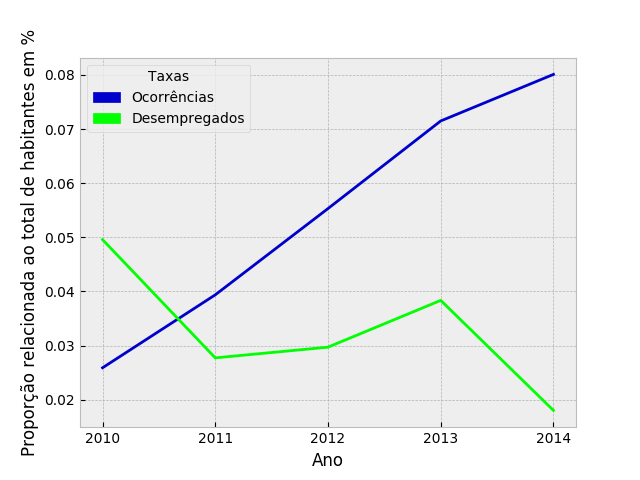 Proporção relacionada ao total de habitantes em %
0.08
0.07
0.06
0.05
0.04
0.03
0.02
Taxas
Ocorrências
Desempregados
2010 2011 2012 2013 2014
Ano